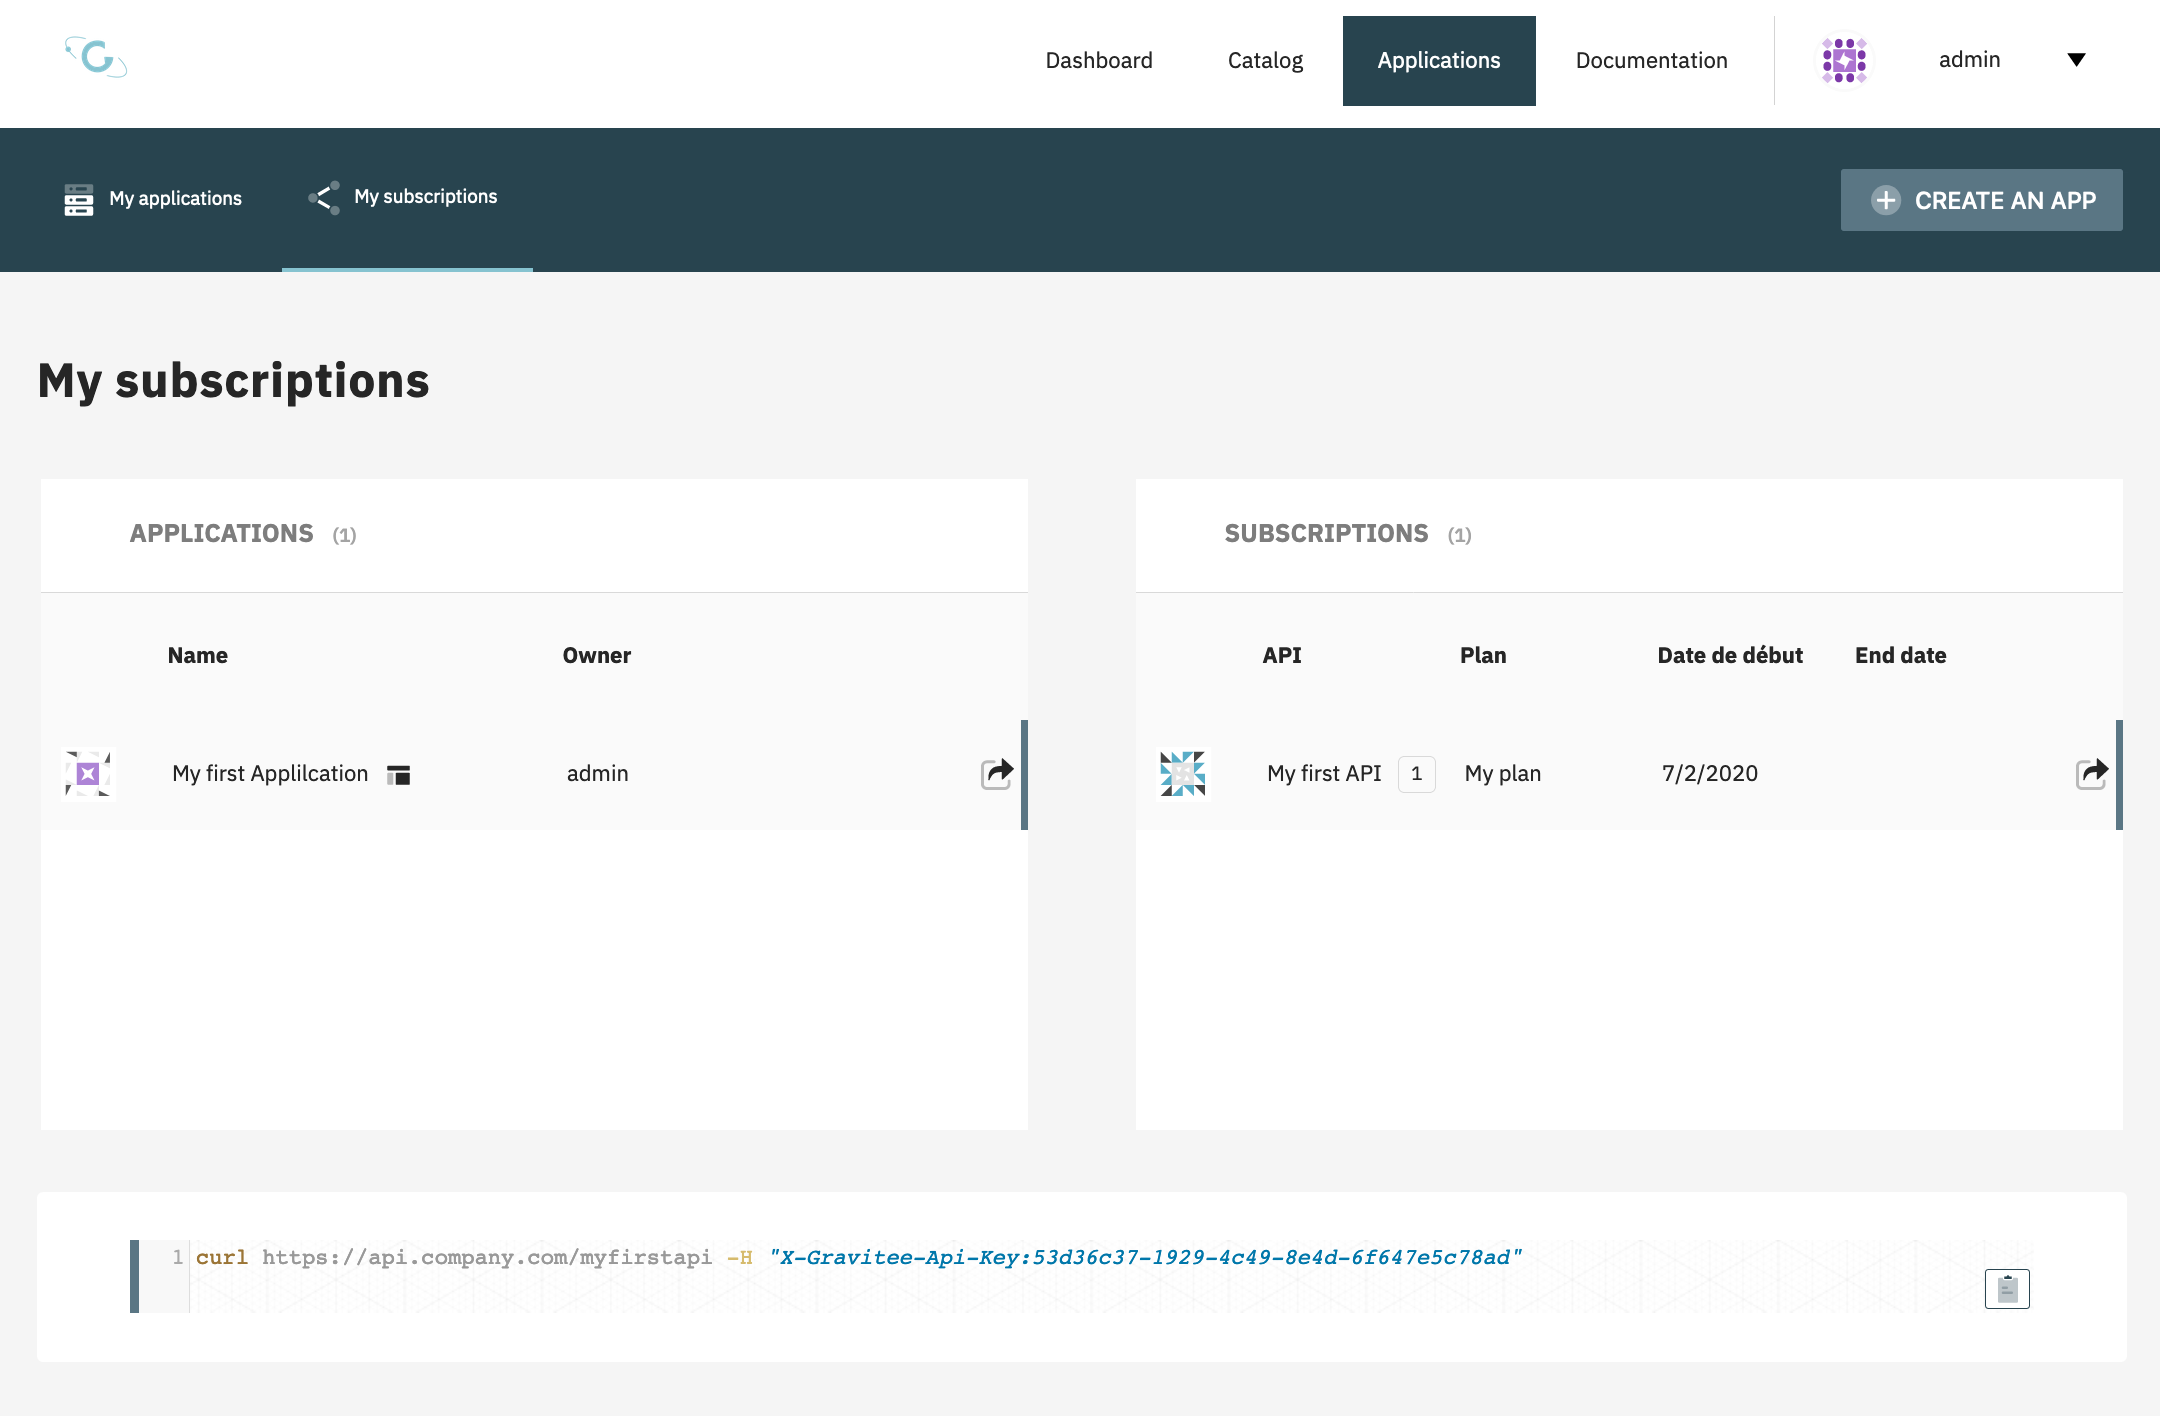 Dashboard Catalog Applications Documentation admin
My applications My subscriptions CREATE AN APP
My subscriptions
APPLICATIONS (1)
Name Owner
My first Applilcation admin
SUBSCRIPTIONS (1)
API Plan Date de début End date
My first API 1 My plan 7/2/2020
1 curl https://api.company.com/myfirstapi -H "X-Gravitee-Api-Key:53d36c37-1929-4c49-8e4d-6f647e5c78ad"